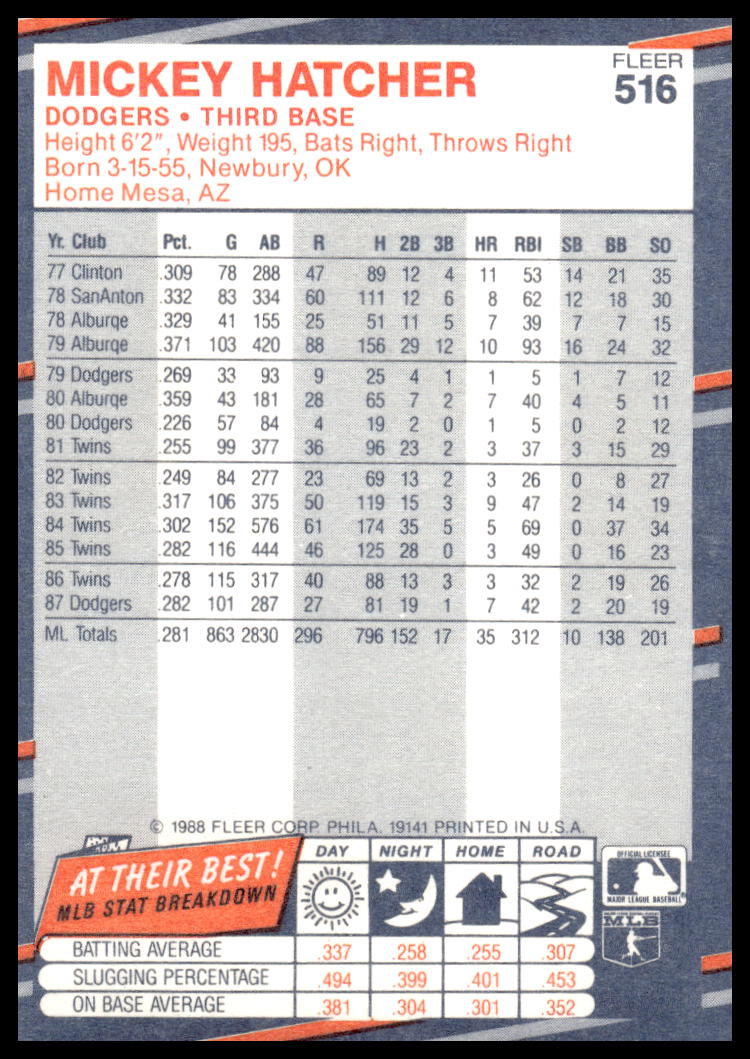 MICKEY HATCHER
FLEER
516
DODGERS • THIRD BASE
Height 6'2", Weight 195, Bats Right, Throws Right
Born 3-15-55, Newbury, OK
Home Mesa, AZ
Yr. Club Pct. G AB R H 2B 3B HR RBI SB BB SO
77 Clinton .309 78 288 47 89 12 4 11 53 14 21 35
78 SanAnton .332 83 334 60 111 12 6 8 62 12 18 30
78 Alburqe .329 41 155 25 51 11 5 7 39 7 7 15
79 Alburqe .371 103 420 88 156 29 12 10 93 16 24 32
79 Dodgers .269 33 93 9 25 4 1 1 5 1 7 12
80 Alburqe .359 43 181 28 65 7 2 7 40 4 5 11
80 Dodgers .226 57 84 4 19 2 0 1 5 0 2 12
81 Twins .255 99 377 36 96 23 2 3 37 3 15 29
82 Twins .249 84 277 23 69 13 2 3 26 0 8 27
83 Twins .317 106 375 50 119 15 3 9 47 2 14 19
84 Twins .302 152 576 61 174 35 5 5 69 0 37 34
85 Twins .282 116 444 46 125 28 0 3 49 0 16 23
86 Twins .278 115 317 40 88 13 3 3 32 2 19 26
87 Dodgers .282 101 287 27 81 19 1 7 42 2 20 19
ML Totals .281 863 2830 296 796 152 17 35 312 10 138 201
© 1988 FLEER CORP. PHILA. 19141 PRINTED IN U.S.A.
AT THEIR BEST!
MLB STAT BREAKDOWN
DAY NIGHT HOME ROAD
BATTING AVERAGE .337 .258 .255 .307
SLUGGING PERCENTAGE .494 .399 .401 .453
ON BASE AVERAGE .381 .304 .301 .352
OFFICIAL LICENSEE
MAJOR LEAGUE BASEBALL
MLB